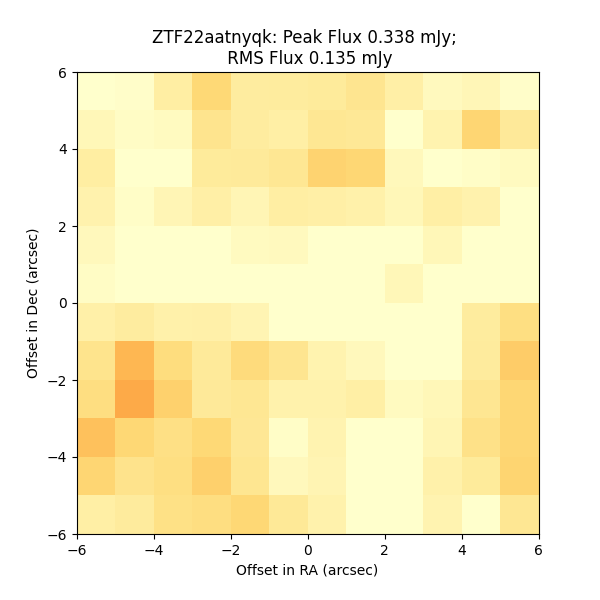 ZTF22aatnyqk: Peak Flux 0.338 mJy;
RMS Flux 0.135 mJy
6
4
2
0
−2
−4
−6
Offset in Dec (arcsec)
−6 −4 −2 0 2 4 6
Offset in RA (arcsec)